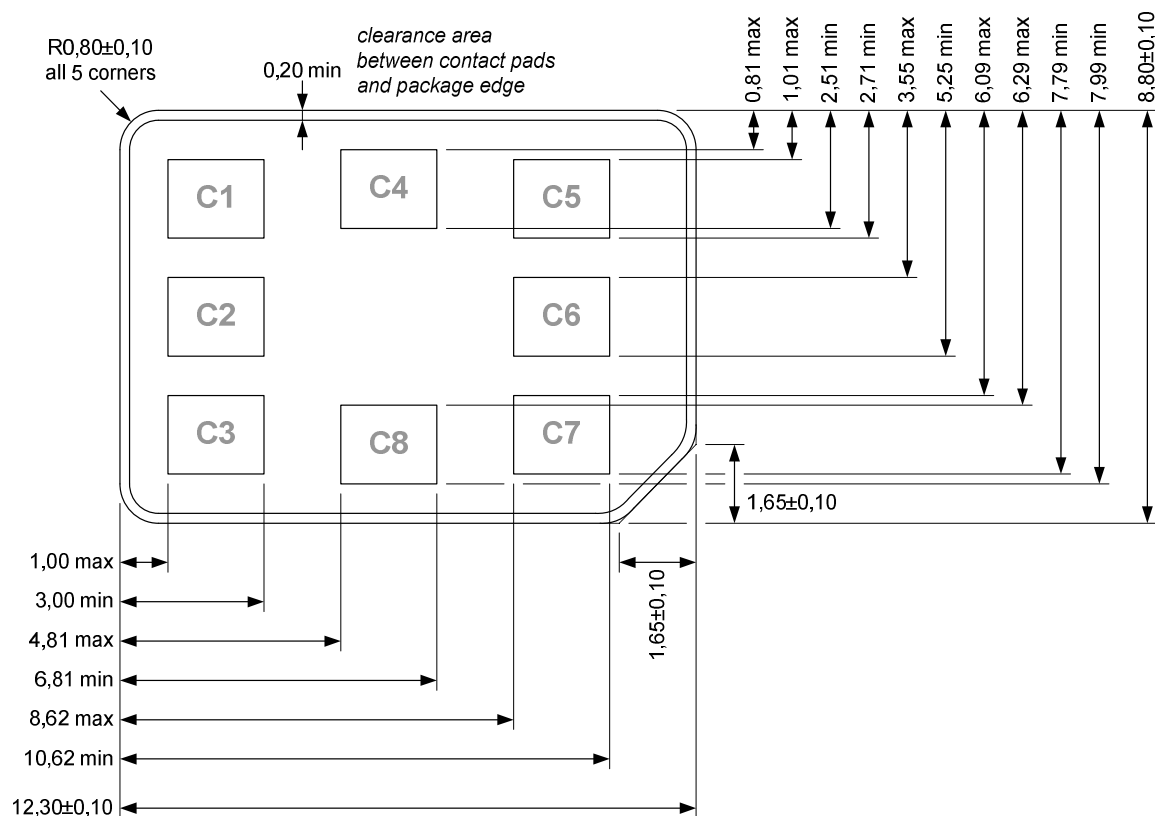 R0,80±0,10
all 5 corners
0,20 min
clearance area
between contact pads
and package edge
0,81 max
1,01 max
2,51 min
2,71 min
3,55 max
5,25 min
6,09 max
6,29 max
7,79 min
7,99 min
8,80±0,10
C1
C4
C5
C2
C6
C3
C8
C7
1,65±0,10
1,65±0,10
1,00 max
3,00 min
4,81 max
6,81 min
8,62 max
10,62 min
12,30±0,10